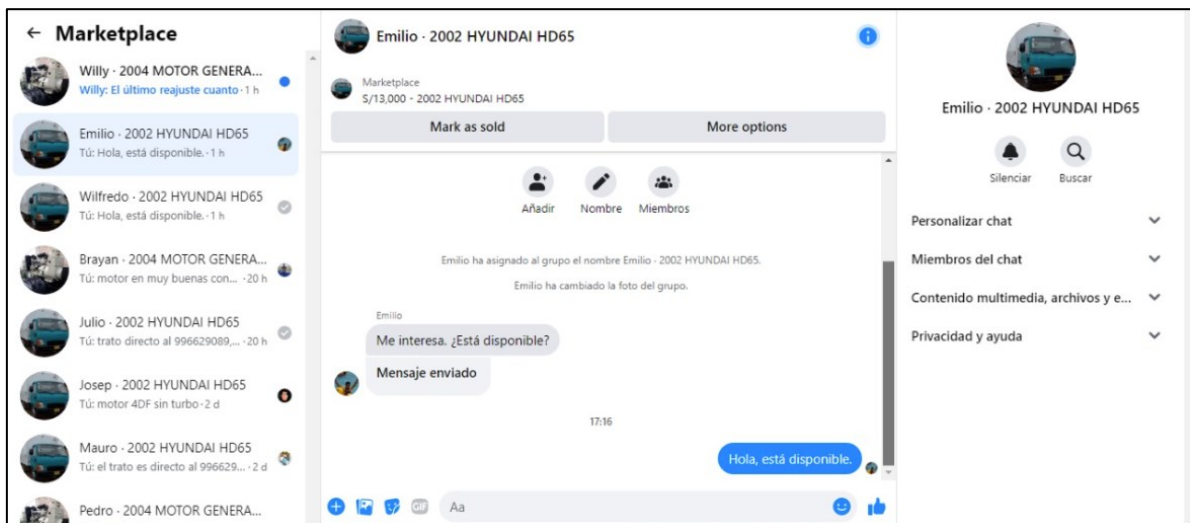 Marketplace
Willy · 2004 MOTOR GENERA...
Willy: El último reajuste cuanto · 1 h
Emilio · 2002 HYUNDAI HD65
Tú: Hola, está disponible. · 1 h
Wilfredo · 2002 HYUNDAI HD65
Tú: Hola, está disponible. · 1 h
Brayan · 2004 MOTOR GENERA...
Tú: motor en muy buenas con... · 20 h
Julio · 2002 HYUNDAI HD65
Tú: trato directo al 996629089,... · 20 h
Josep · 2002 HYUNDAI HD65
Tú: motor 4DF sin turbo · 2 d
Mauro · 2002 HYUNDAI HD65
Tú: el trato es directo al 996629... · 2 d
Pedro · 2004 MOTOR GENERA...
Emilio · 2002 HYUNDAI HD65
Marketplace
S/13,000 - 2002 HYUNDAI HD65
Mark as sold
More options
Añadir
Nombre
Miembros
Emilio ha asignado al grupo el nombre Emilio · 2002 HYUNDAI HD65.
Emilio ha cambiado la foto del grupo.
Emilio
Me interesa. ¿Está disponible?
Mensaje enviado
17:16
Hola, está disponible.
GIF
Aa
Emilio · 2002 HYUNDAI HD65
Silenciar
Buscar
Personalizar chat
Miembros del chat
Contenido multimedia, archivos y e...
Privacidad y ayuda